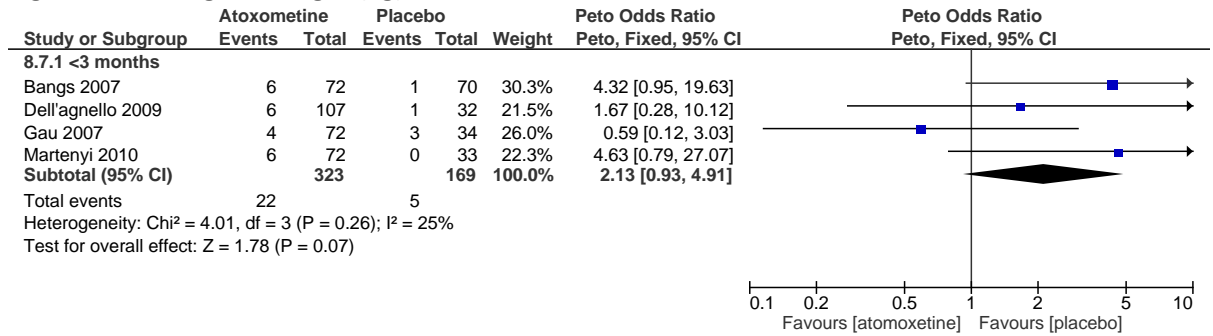 Atoxometine Placebo Peto Odds Ratio Peto Odds Ratio
Study or Subgroup Events Total Events Total Weight Peto, Fixed, 95% CI Peto, Fixed, 95% CI
8.7.1 <3 months
Bangs 2007 6 72 1 70 30.3% 4.32 [0.95, 19.63]
Dell'agnello 2009 6 107 1 32 21.5% 1.67 [0.28, 10.12]
Gau 2007 4 72 3 34 26.0% 0.59 [0.12, 3.03]
Martenyi 2010 6 72 0 33 22.3% 4.63 [0.79, 27.07]
Subtotal (95% CI) 323 169 100.0% 2.13 [0.93, 4.91]
Total events 22 5
Heterogeneity: Chi² = 4.01, df = 3 (P = 0.26); I² = 25%
Test for overall effect: Z = 1.78 (P = 0.07)
0.1 0.2 0.5 1 2 5 10
Favours [atomoxetine] Favours [placebo]